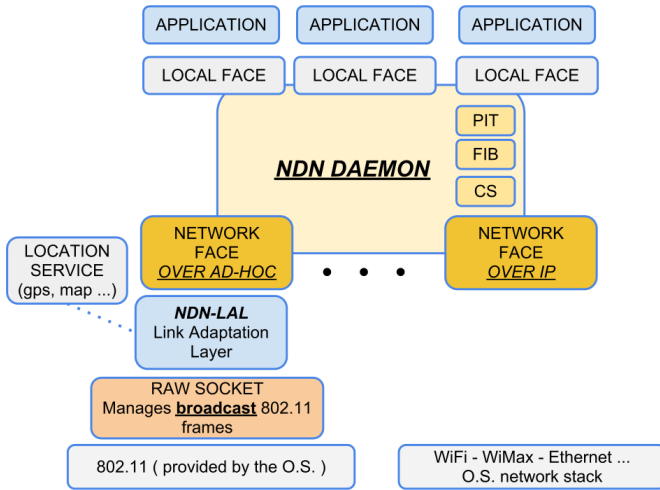 APPLICATION
APPLICATION
APPLICATION
LOCAL FACE
LOCAL FACE
LOCAL FACE
PIT
FIB
CS
NDN DAEMON
NETWORK
FACE
OVER AD-HOC
NETWORK
FACE
OVER IP
LOCATION
SERVICE
(gps, map ...)
NDN-LAL
Link Adaptation
Layer
RAW SOCKET
Manages broadcast 802.11
frames
802.11 ( provided by the O.S. )
WiFi - WiMax - Ethernet ...
O.S. network stack